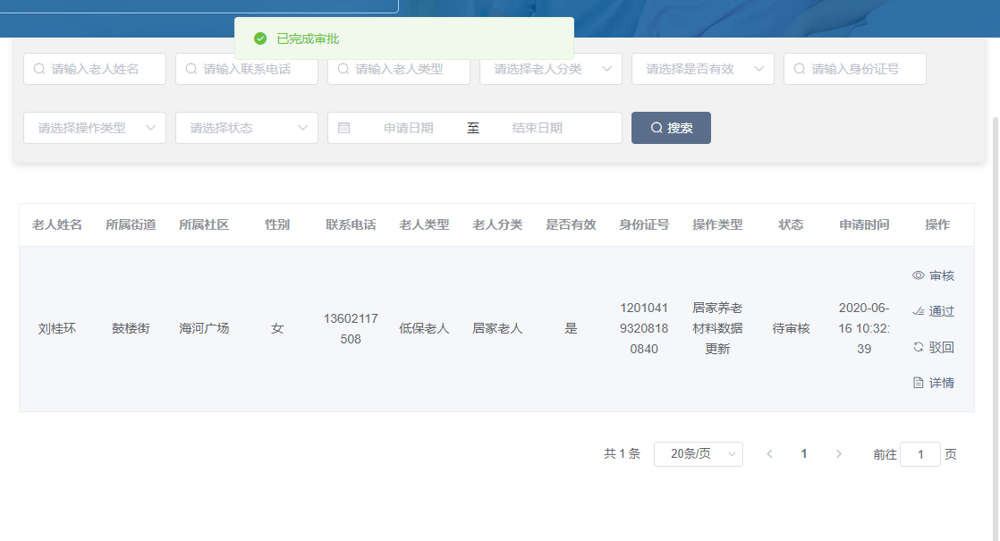 已完成审批
请输入老人姓名 请输入联系电话 请输入老人类型 请选择老人分类 请选择是否有效 请输入身份证号
请选择操作类型 请选择状态 申请日期 至 结束日期 搜索
老人姓名 所属街道 所属社区 性别 联系电话 老人类型 老人分类 是否有效 身份证号 操作类型 状态 申请时间 操作
刘桂环
鼓楼街
海河广场
女
13602117
508
低保老人
居家老人
是
1201041
9320818
0840
居家养老
材料数据
更新
待审核
2020-06-
16 10:32:
39
审核
通过
驳回
详情
共 1 条 20条/页 1 前往 1 页